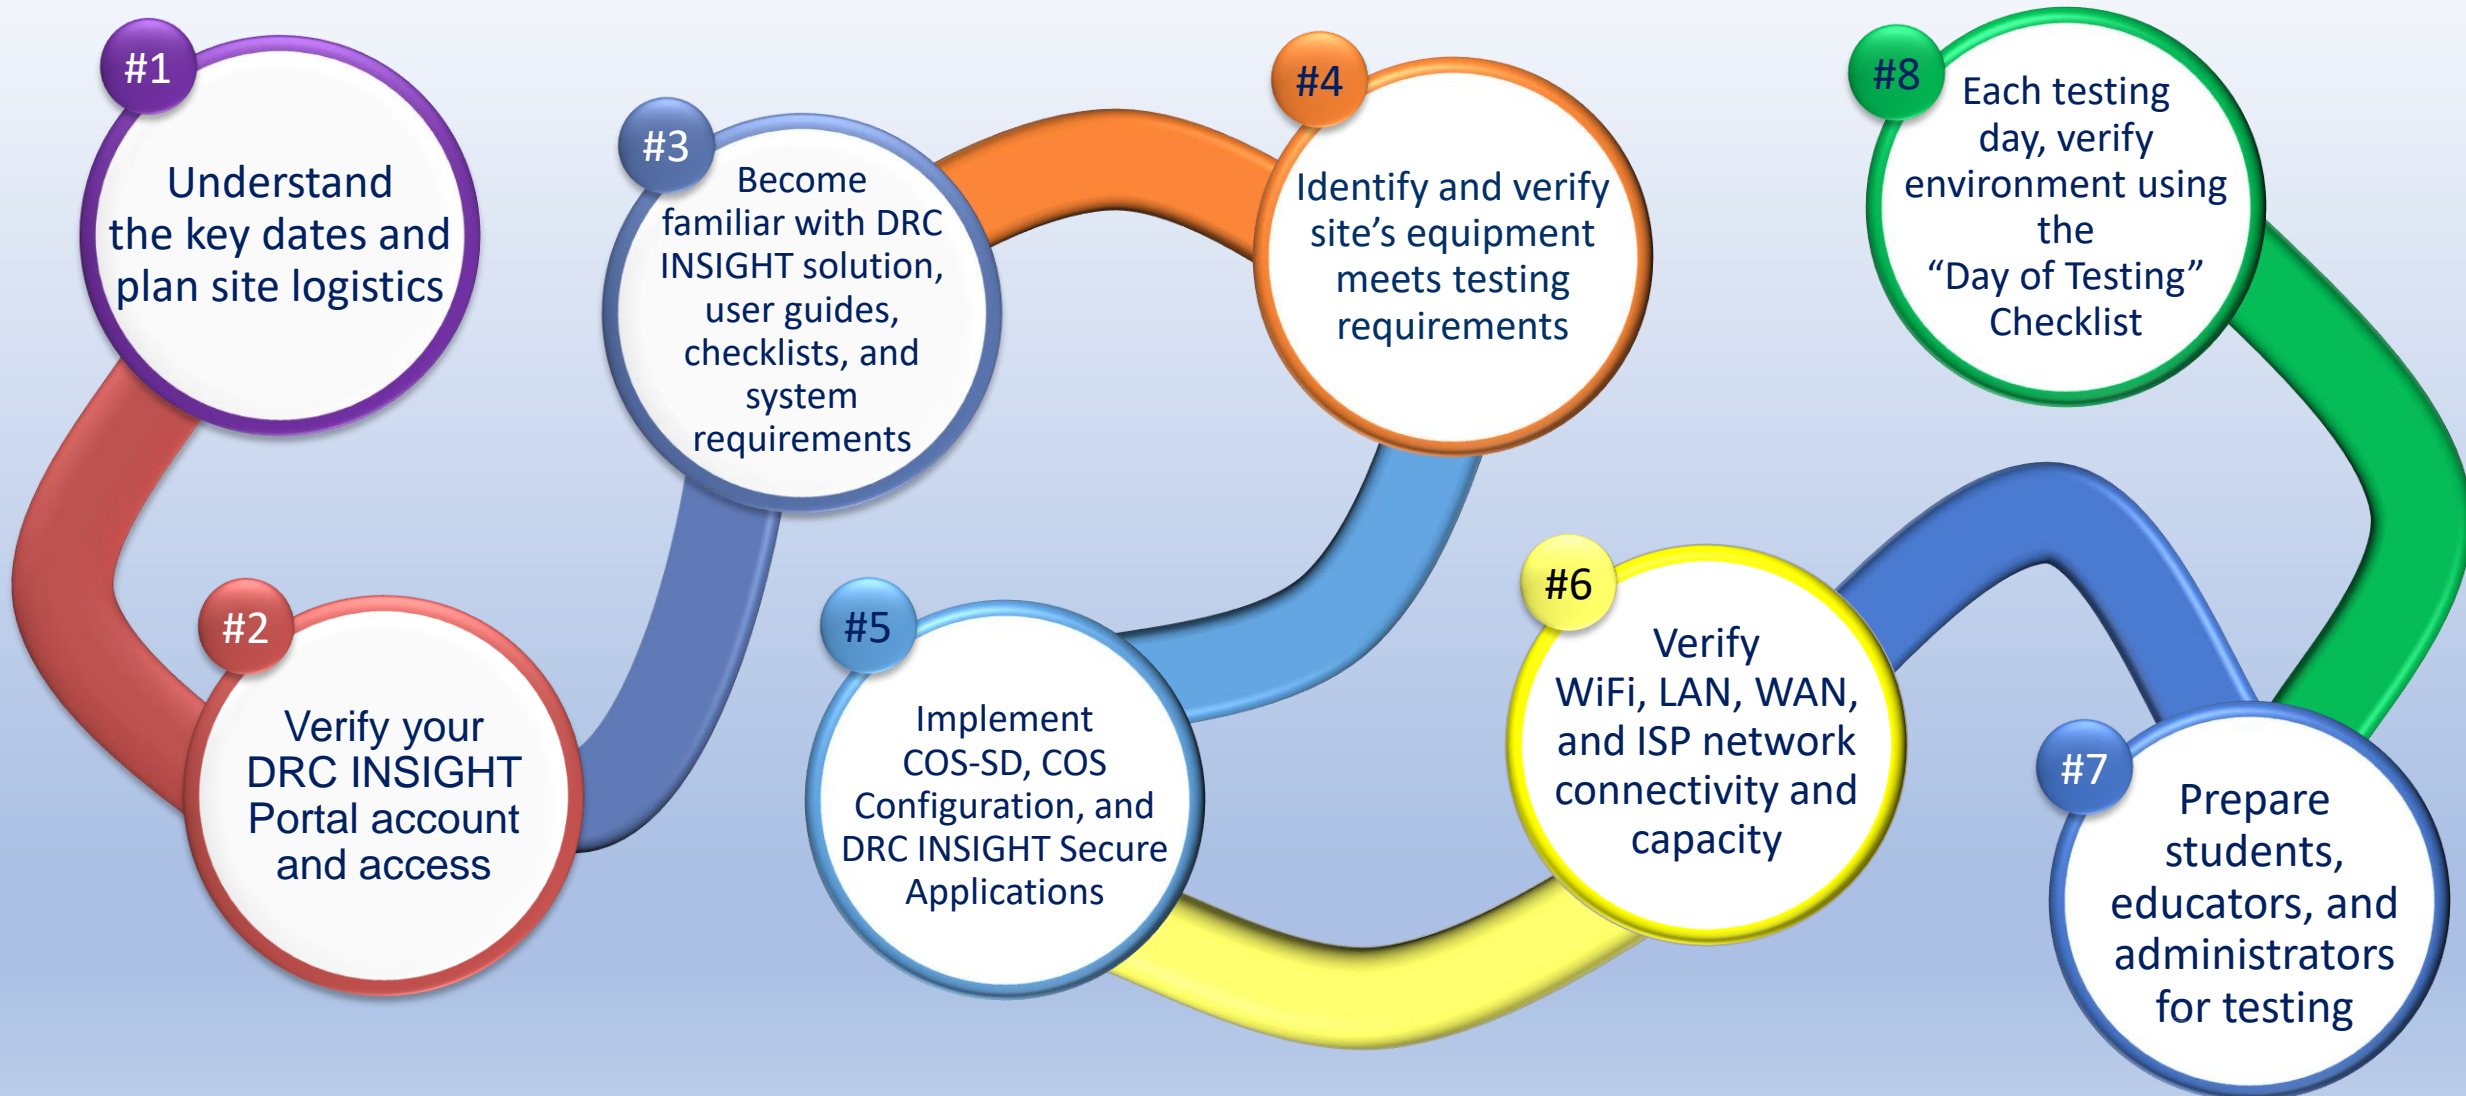 #1
Understand
the key dates and
plan site logistics
#2
Verify your
DRC INSIGHT
Portal account
and access
#3
Become
familiar with DRC
INSIGHT solution,
user guides,
checklists, and
system
requirements
#4
Identify and verify
site’s equipment
meets testing
requirements
#5
Implement
COS-SD, COS
Configuration, and
DRC INSIGHT Secure
Applications
#6
Verify
WiFi, LAN, WAN,
and ISP network
connectivity and
capacity
#7
Prepare
students,
educators, and
administrators
for testing
#8
Each testing
day, verify
environment using
the
“Day of Testing”
Checklist